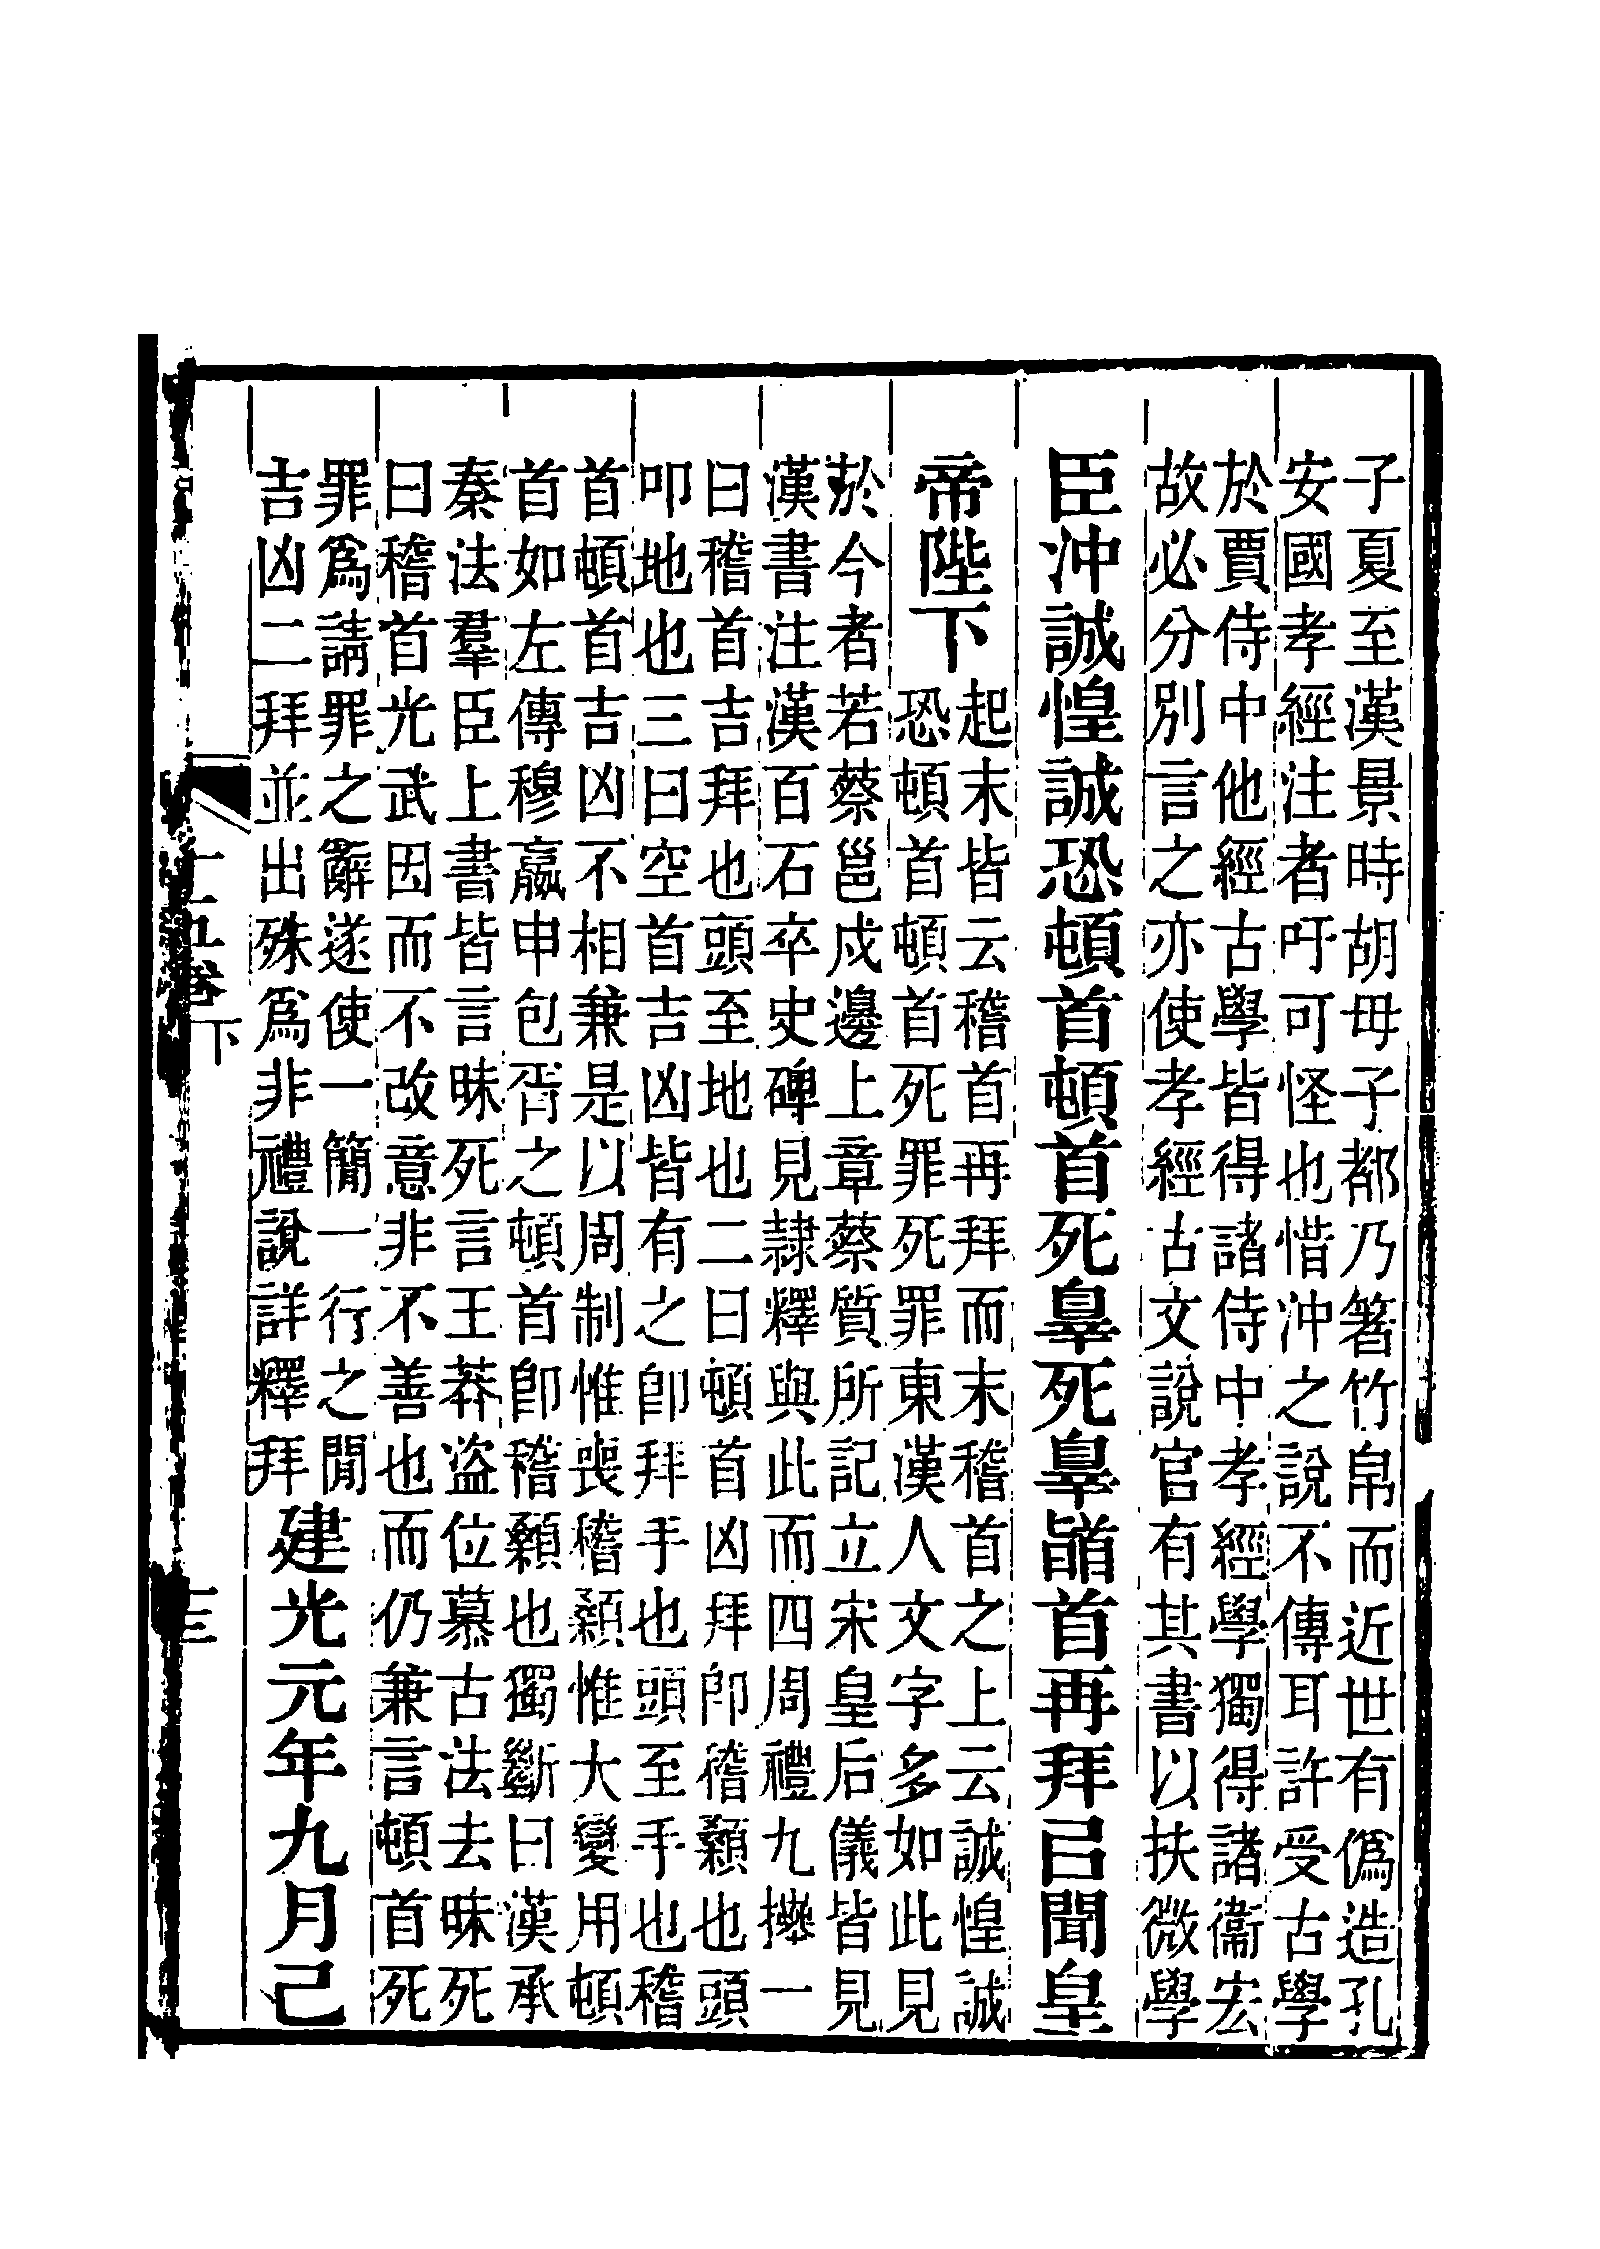 子夏至漢景時胡毋子都乃箸竹帛而近世有僞造孔
安國孝經注者吁可怪也惜沖之說不傳耳許受古學
於賈侍中他經古學皆得諸侍中孝經學獨得諸衞宏
故必分別言之亦使孝經古文說官有其書以扶微學
臣沖誠惶誠恐頓首頓首死辠死辠䭫首再拜㠯聞皇
帝陛下
起末皆云稽首再拜而末稽首之上云誠惶誠
恐頓首頓首死罪死罪東漢人文字多如此見
於今者若蔡邕戍邊上章蔡質所記立宋皇后儀皆見
漢書注漢百石卒史碑見隸釋與此而四周禮九𢷎一
曰稽首吉拜也頭至地也二曰頓首凶拜卽稽顙也頭
叩地也三曰空首吉凶皆有之卽拜手也頭至手也稽
首頓首吉凶不相兼是以周制惟喪稽顙惟大變用頓
首如左傳穆嬴申包胥之頓首卽稽顙也獨斷曰漢承
秦法羣臣上書皆言昧死言王莽盜位慕古法去昧死
曰稽首光武因而不改意非不善也而仍兼言頓首死
罪爲請罪之辭遂使一簡一行之閒
吉凶二拜並出殊爲非禮說詳釋拜
建光元年九月己
十五卷下
三